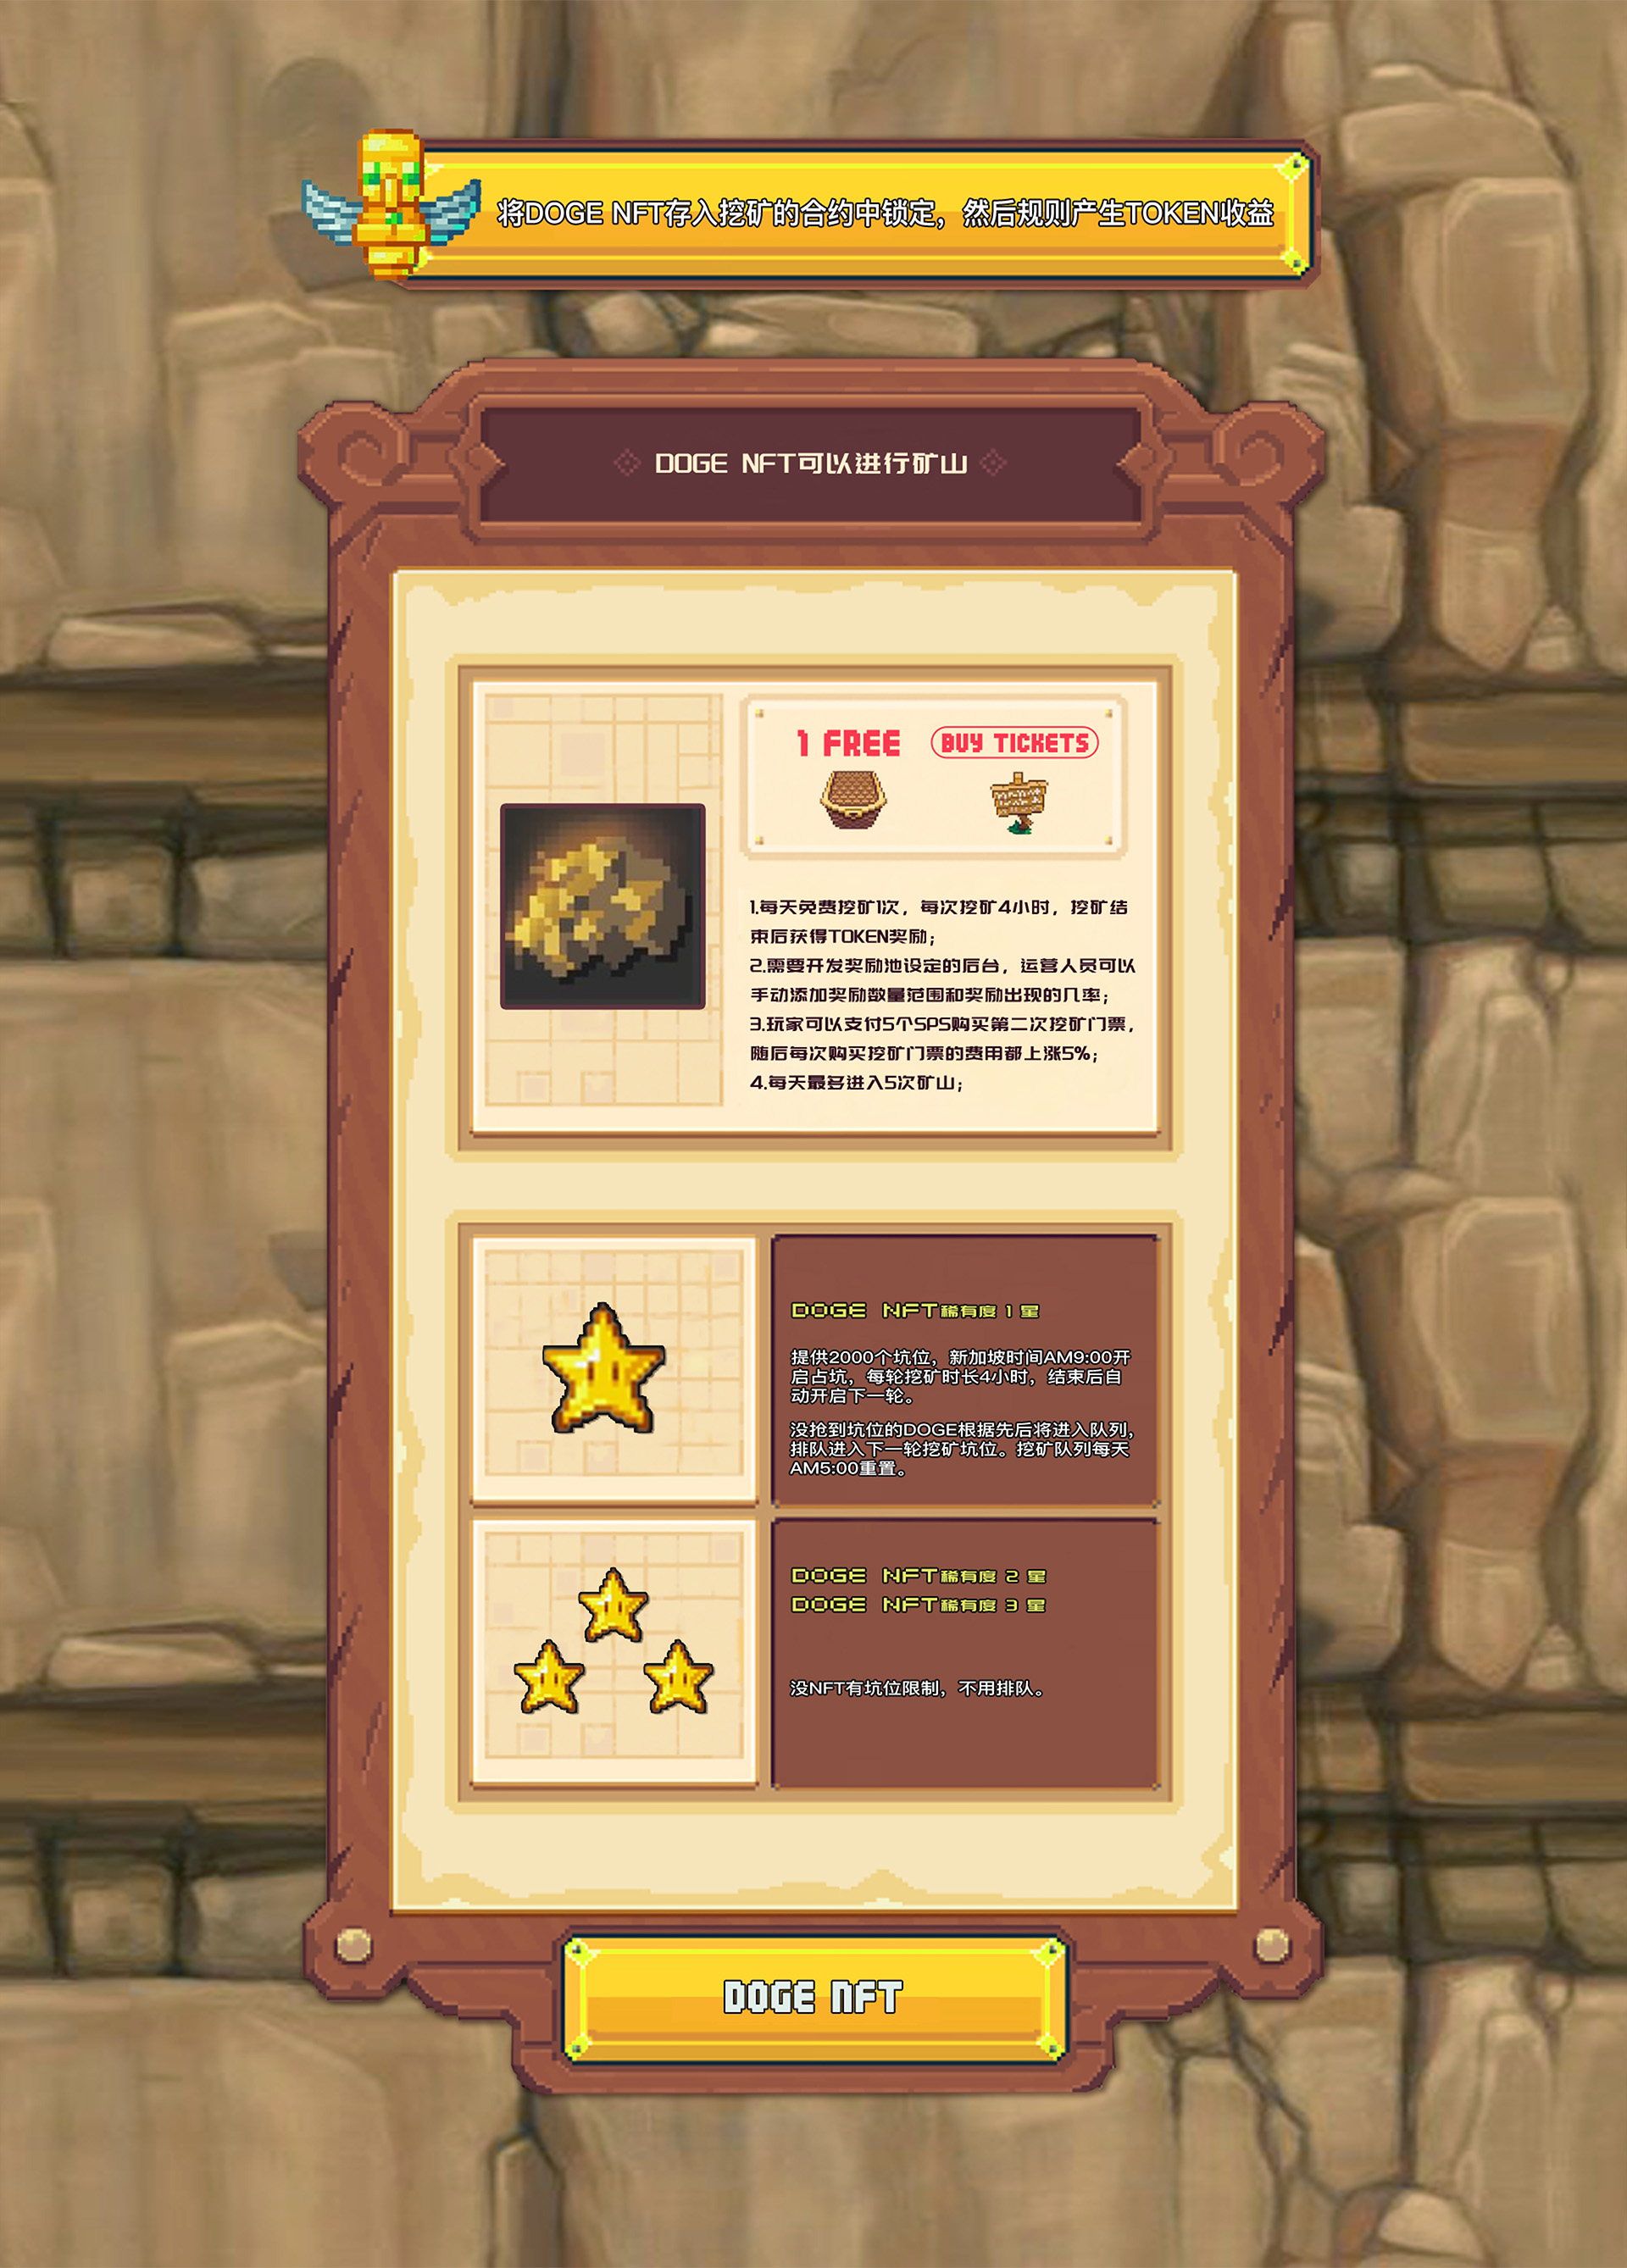 将DOGE NFT存入挖矿的合约中锁定，然后规则产生TOKEN收益
DOGE NFT可以进行矿山
1 FREE
BUY TICKETS
1.每天免费挖矿1次，每次挖矿4小时，挖矿结
束后获得TOKEN奖励；
2.需要开发奖励池设定的后台，运营人员可以
手动添加奖励数量范围和奖励出现的几率；
3.玩家可以支付5个SPS购买第二次挖矿门票，
随后每次购买挖矿门票的费用都上涨5%；
4.每天最多进入5次矿山；
DOGE NFT稀有度 1 星
提供2000个坑位，新加坡时间AM9:00开
启占坑，每轮挖矿时长4小时，结束后自
动开启下一轮。
没抢到坑位的DOGE根据先后将进入队列，
排队进入下一轮挖矿坑位。挖矿队列每天
AM5:00重置。
DOGE NFT稀有度 2 星
DOGE NFT稀有度 3 星
没NFT有坑位限制，不用排队。
DOGE NFT